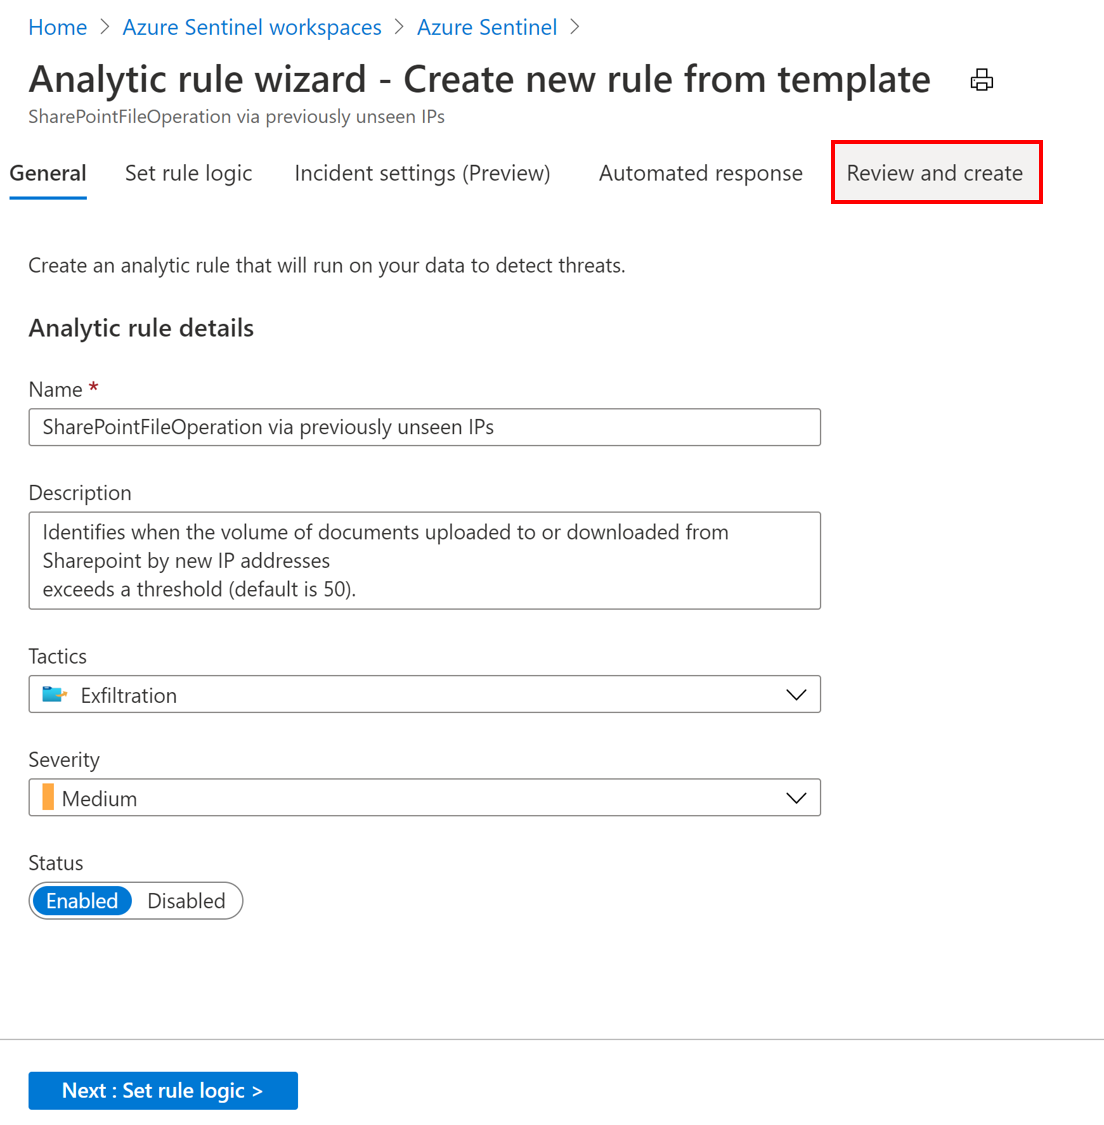 Home > Azure Sentinel workspaces > Azure Sentinel >
Analytic rule wizard - Create new rule from template
SharePointFileOperation via previously unseen IPs
General Set rule logic Incident settings (Preview) Automated response Review and create
Create an analytic rule that will run on your data to detect threats.
Analytic rule details
Name *
SharePointFileOperation via previously unseen IPs
Description
Identifies when the volume of documents uploaded to or downloaded from
Sharepoint by new IP addresses
exceeds a threshold (default is 50).
Tactics
Exfiltration
Severity
Medium
Status
Enabled Disabled
Next : Set rule logic >